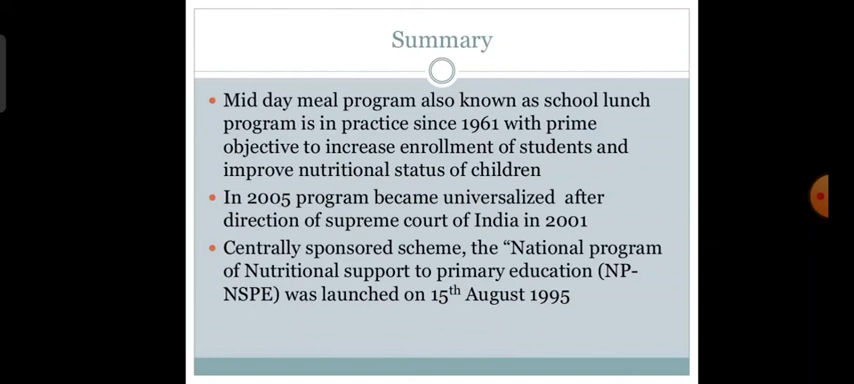 Summary
• Mid day meal program also known as school lunch
program is in practice since 1961 with prime
objective to increase enrollment of students and
improve nutritional status of children
• In 2005 program became universalized  after
direction of supreme court of India in 2001
• Centrally sponsored scheme, the “National program
of Nutritional support to primary education (NP-
NSPE) was launched on 15th August 1995